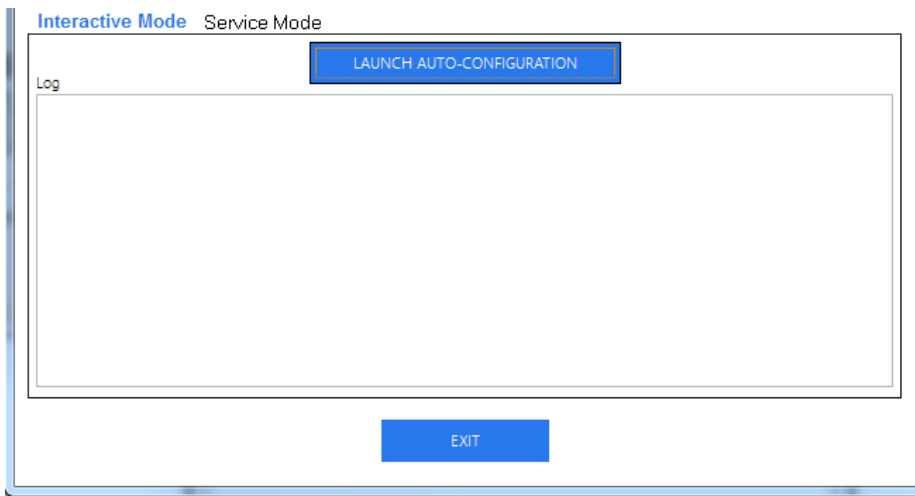 Interactive Mode Service Mode
LAUNCH AUTO-CONFIGURATION
Log
EXIT